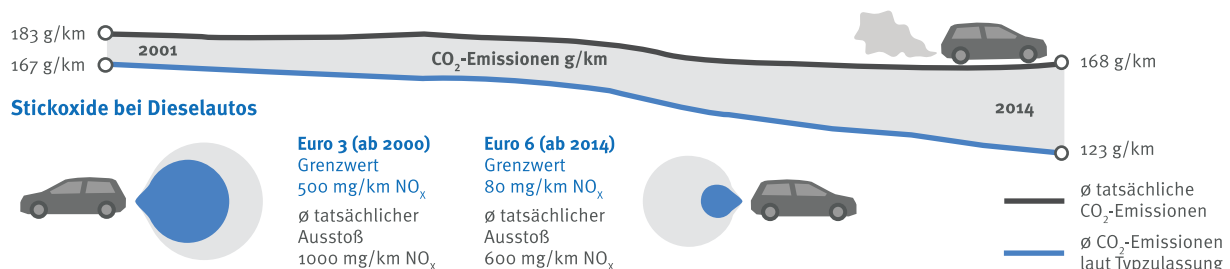 183 g/km
2001
167 g/km
CO₂-Emissionen g/km
168 g/km
2014
123 g/km
Stickoxide bei Dieselautos
Euro 3 (ab 2000)
Grenzwert
500 mg/km NOₓ
ø tatsächlicher
Ausstoß
1000 mg/km NOₓ
Euro 6 (ab 2014)
Grenzwert
80 mg/km NOₓ
ø tatsächlicher
Ausstoß
600 mg/km NOₓ
ø tatsächliche
CO₂-Emissionen
ø CO₂-Emissionen
laut Typzulassung